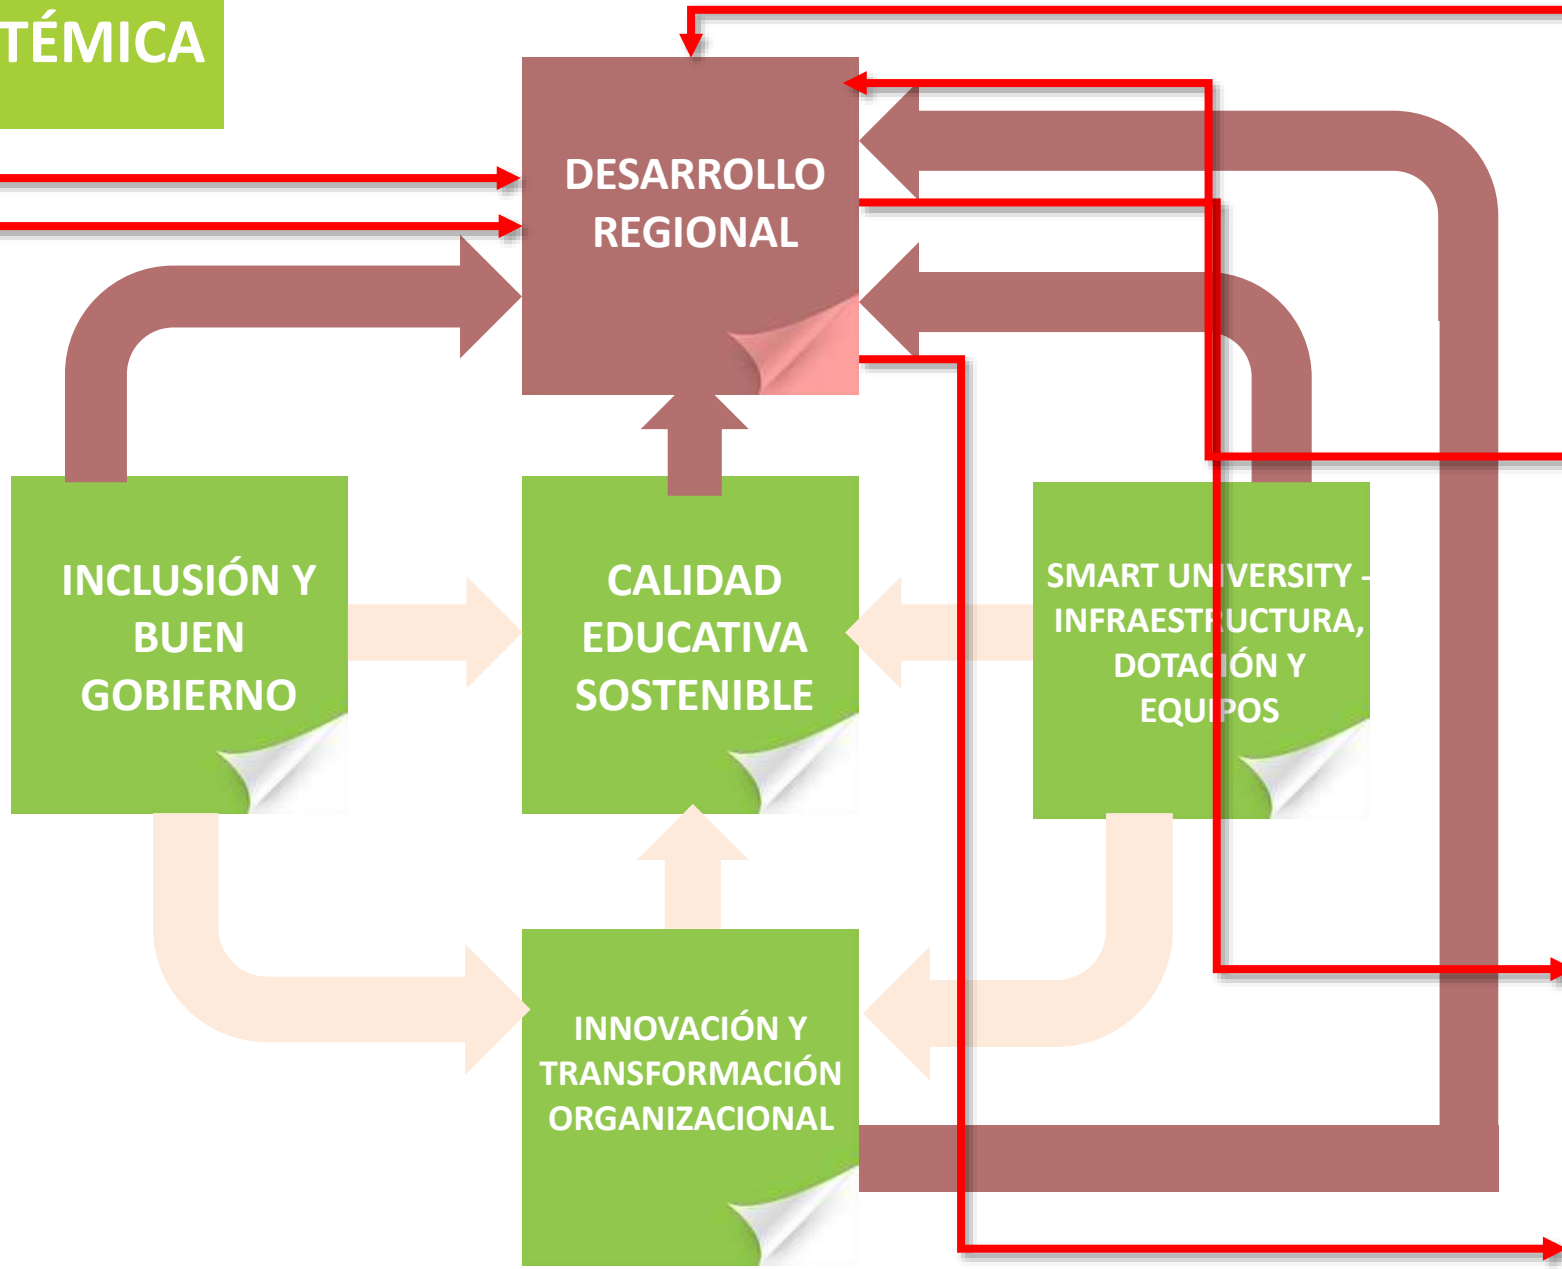 TÉMICA
DESARROLLO
REGIONAL
INCLUSIÓN Y
BUEN
GOBIERNO
CALIDAD
EDUCATIVA
SOSTENIBLE
SMART UNIVERSITY -
INFRAESTRUCTURA,
DOTACIÓN Y
EQUIPOS
INNOVACIÓN Y
TRANSFORMACIÓN
ORGANIZACIONAL